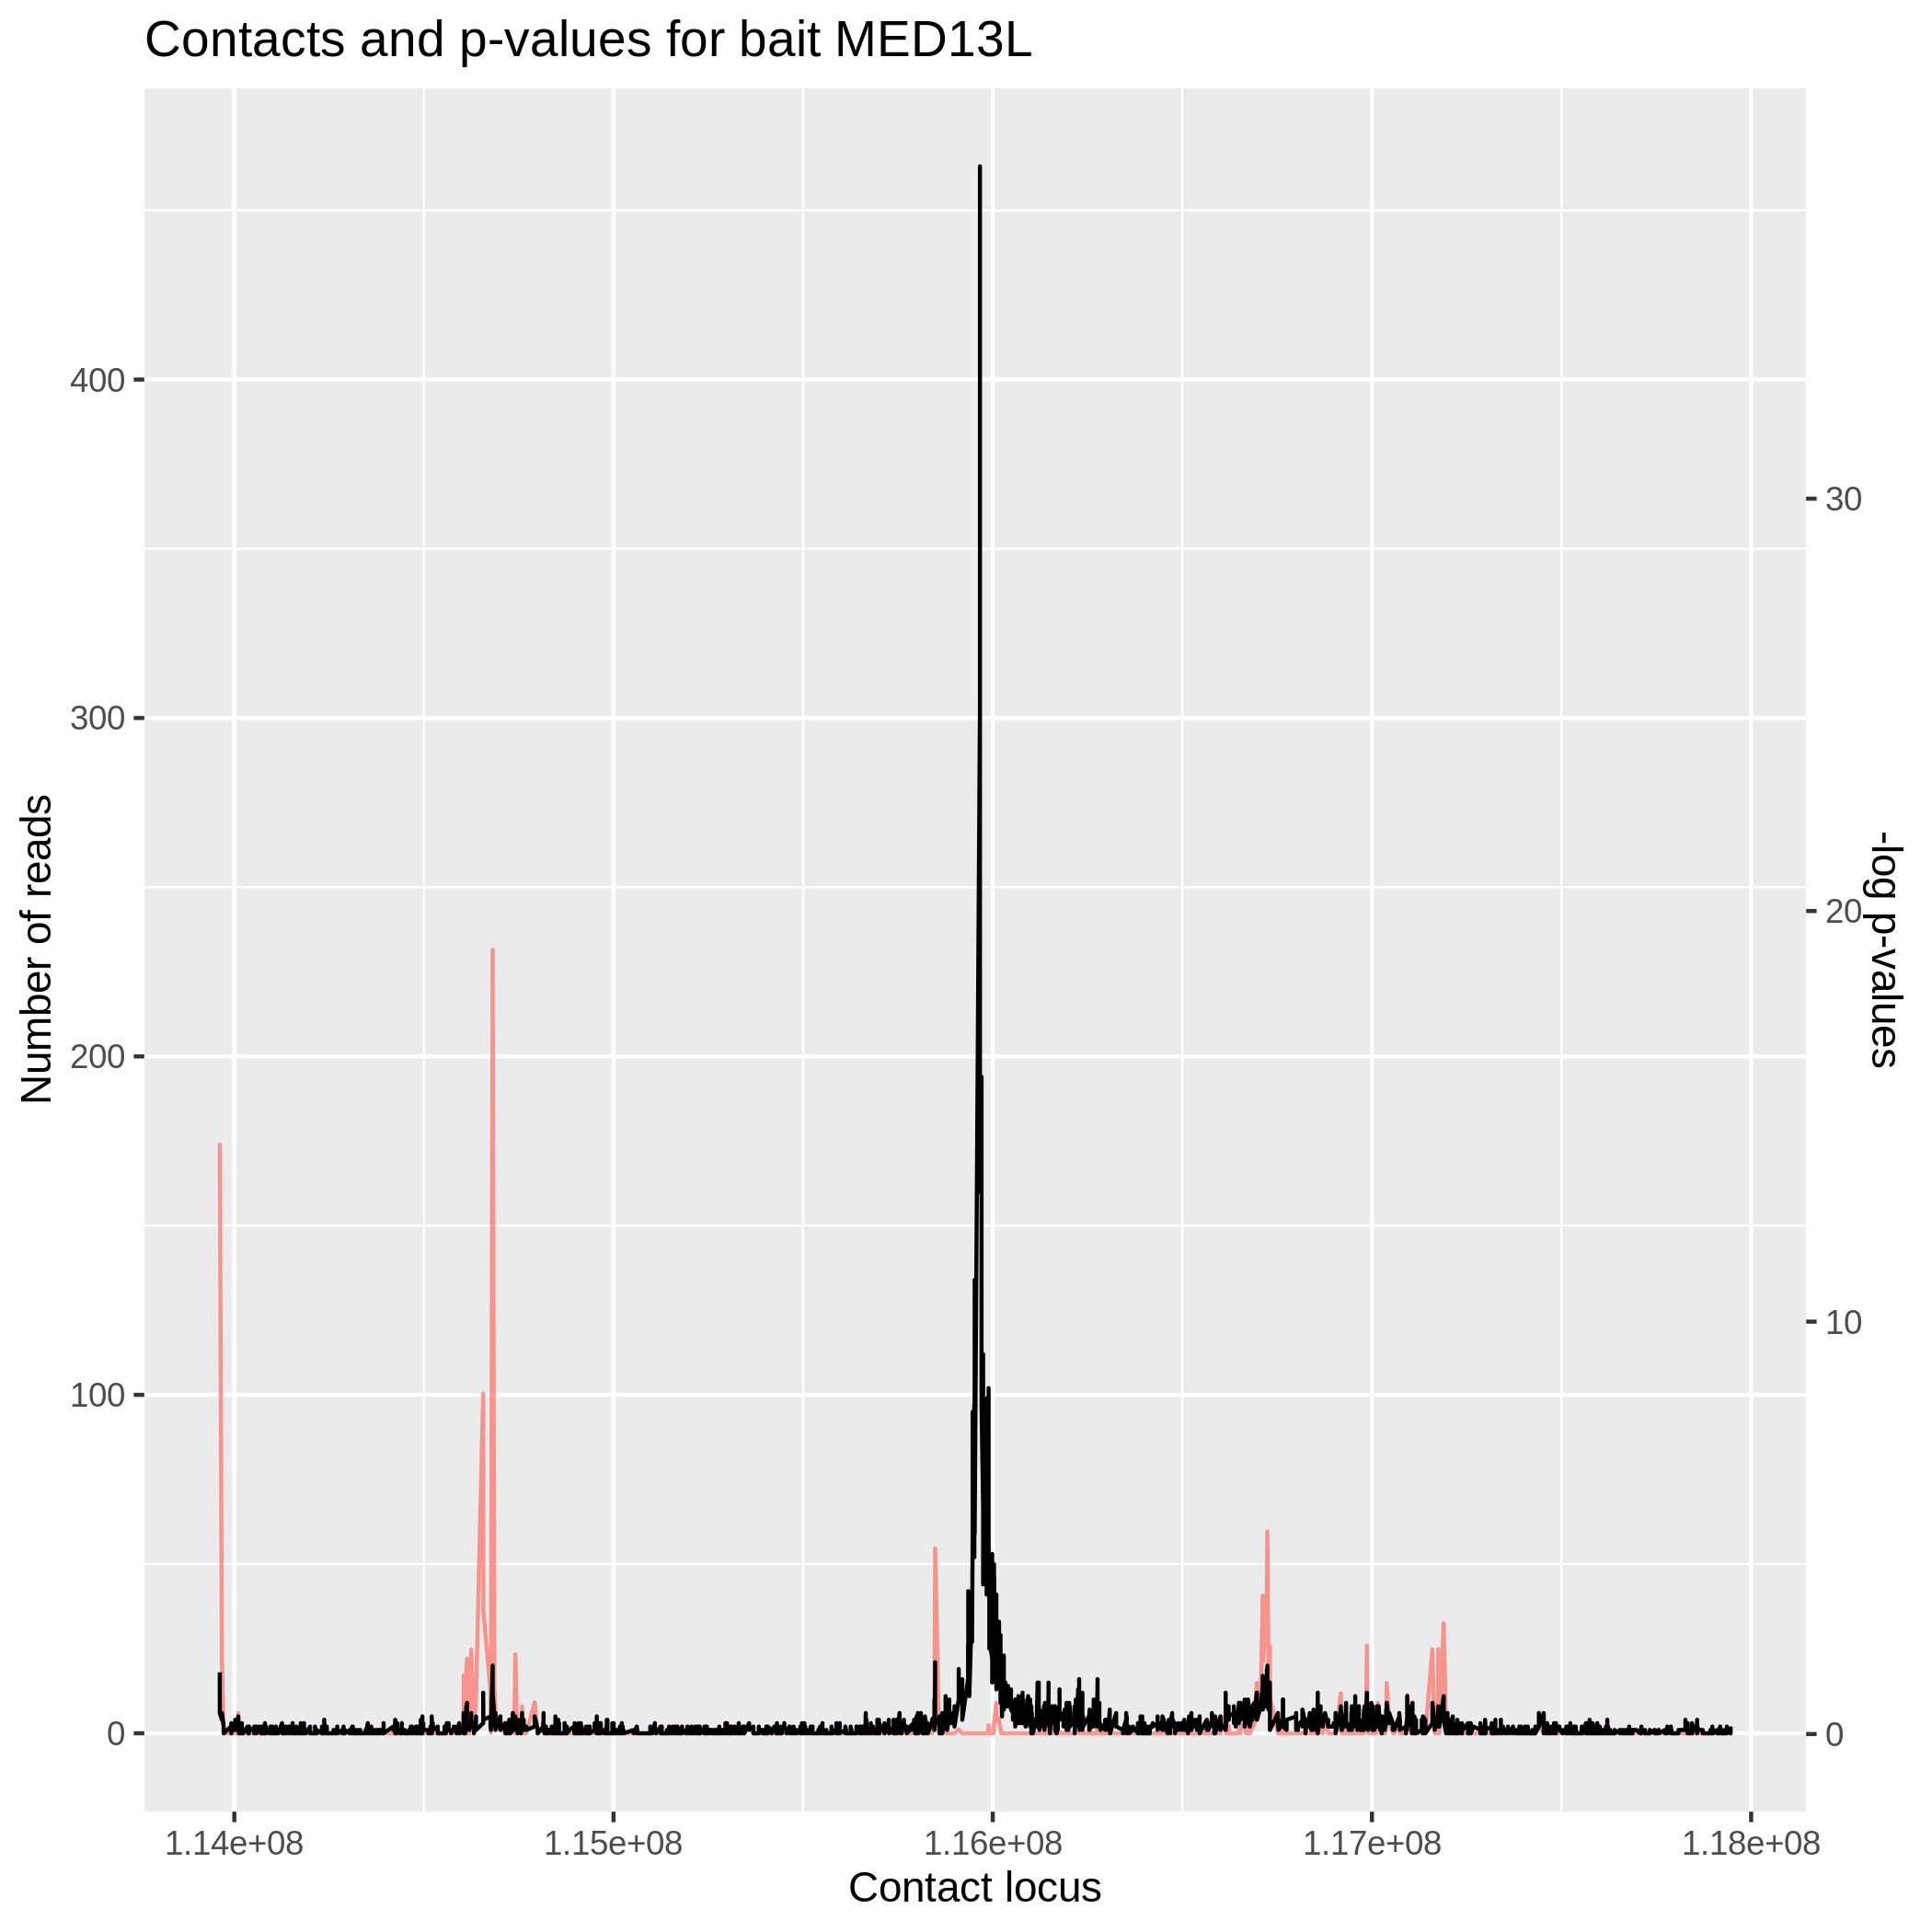 Contacts and p-values for bait MED13L
Number of reads
400
300
200
100
0
30
20
10
0
-log p-values
1.14e+08
1.15e+08
1.16e+08
1.17e+08
1.18e+08
Contact locus